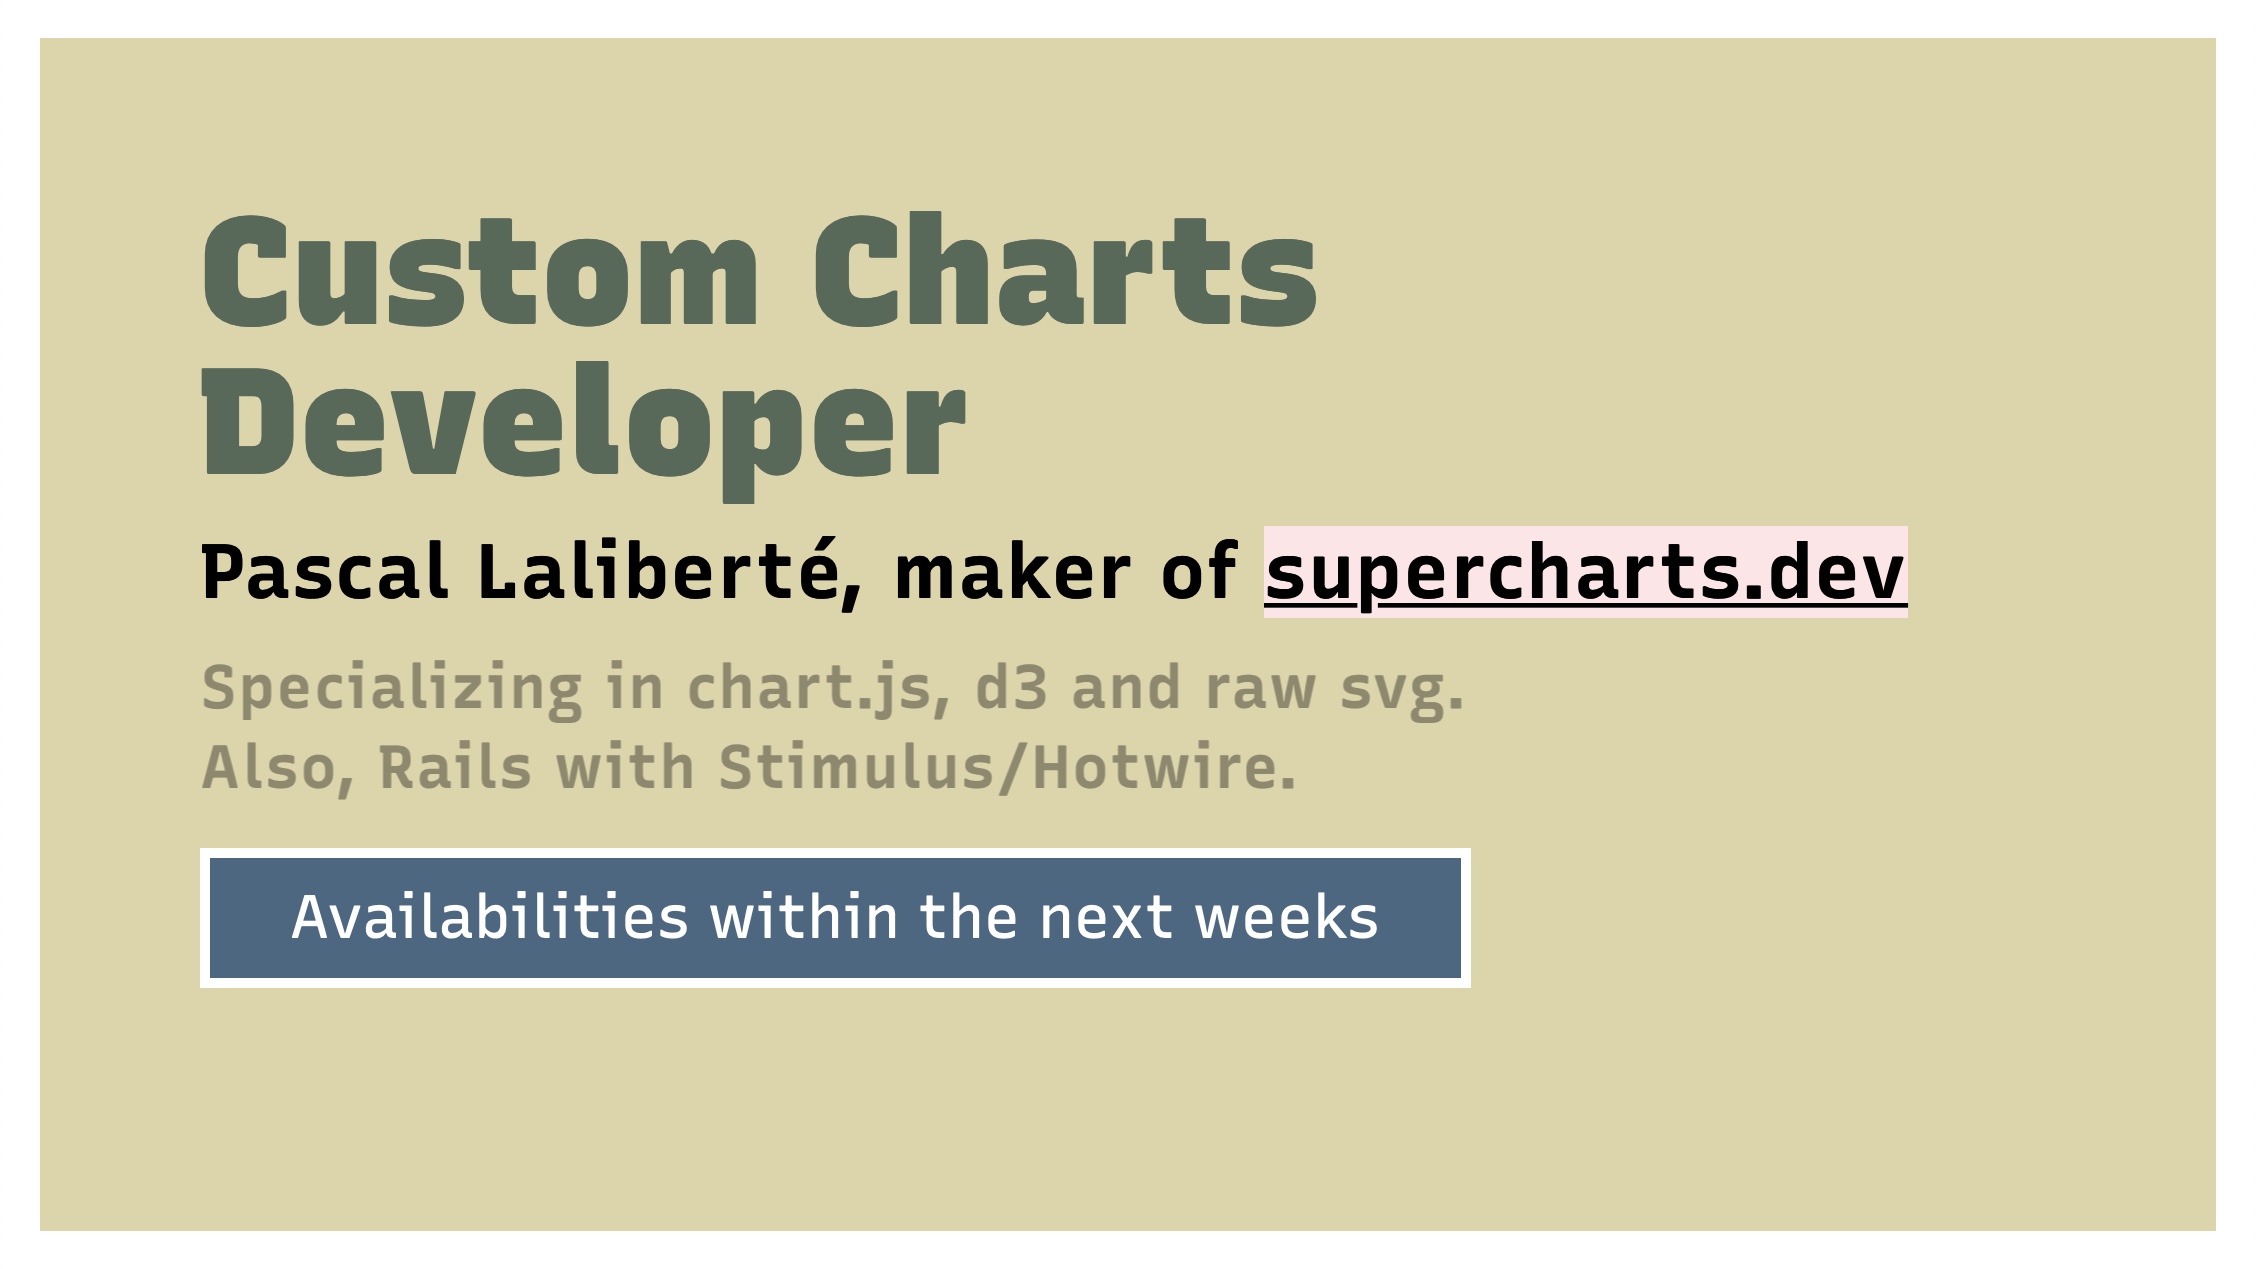 Custom Charts
Developer
Pascal Laliberté, maker of supercharts.dev
Specializing in chart.js, d3 and raw svg.
Also, Rails with Stimulus/Hotwire.
Availabilities within the next weeks